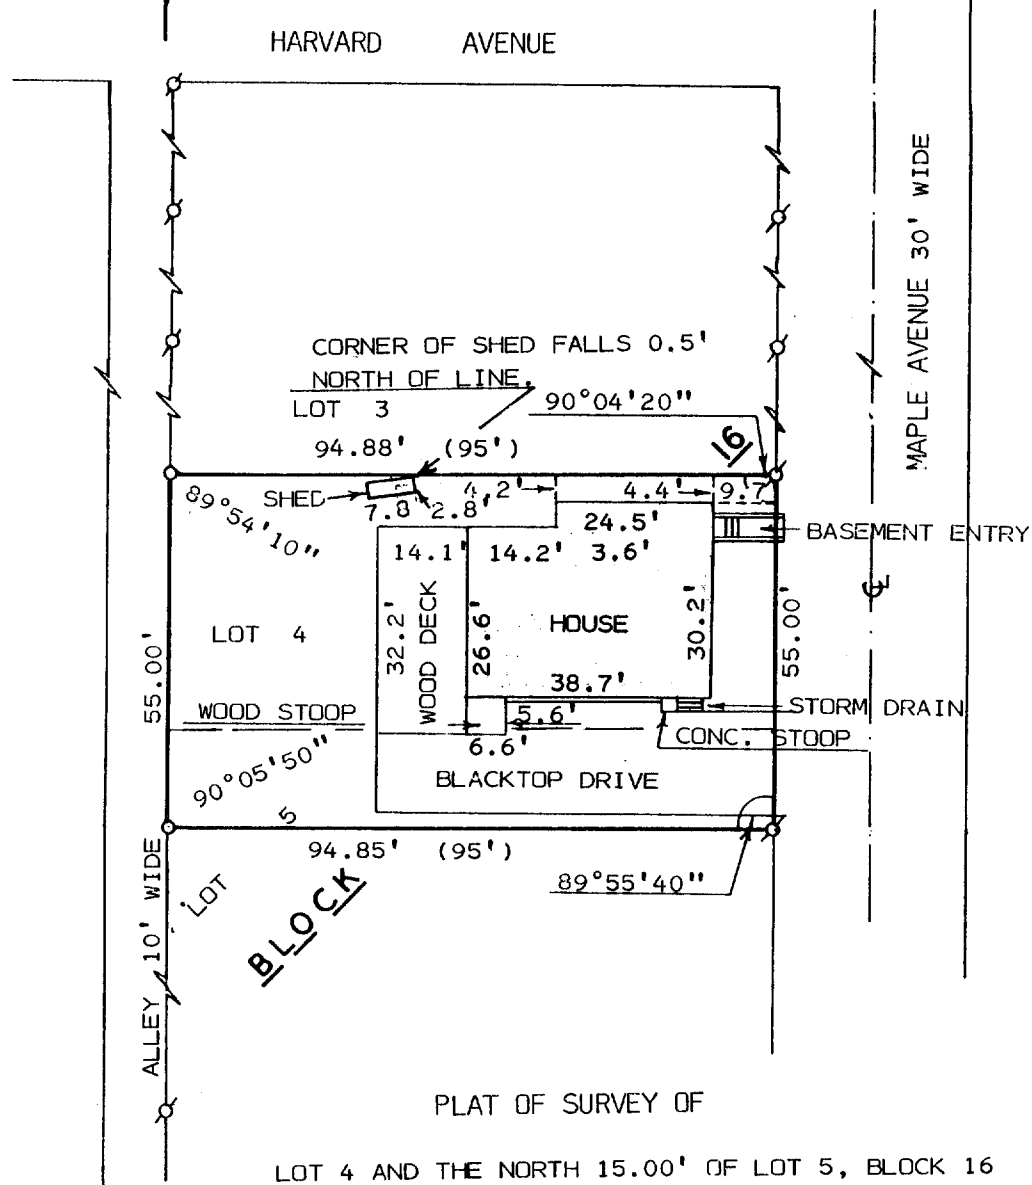 HARVARD AVENUE
MAPLE AVENUE 30' WIDE
CORNER OF SHED FALLS 0.5'
NORTH OF LINE.
LOT 3
90°04'20"
94.88' (95')
16
SHED
7.8'
2.8'
4.2'
4.4'
9.7'
89°54'10"
24.5'
BASEMENT ENTRY
14.1'
14.2'
3.6'
32.2'
WOOD DECK
26.6'
HOUSE
30.2'
55.00'
LOT 4
55.00'
38.7'
WOOD STOOP
5.6'
STORM DRAIN
6.6'
CONC. STOOP
90°05'50"
BLACKTOP DRIVE
LOT 5
94.85' (95')
89°55'40"
BLOCK
ALLEY 10' WIDE
PLAT OF SURVEY OF
LOT 4 AND THE NORTH 15.00' OF LOT 5, BLOCK 16